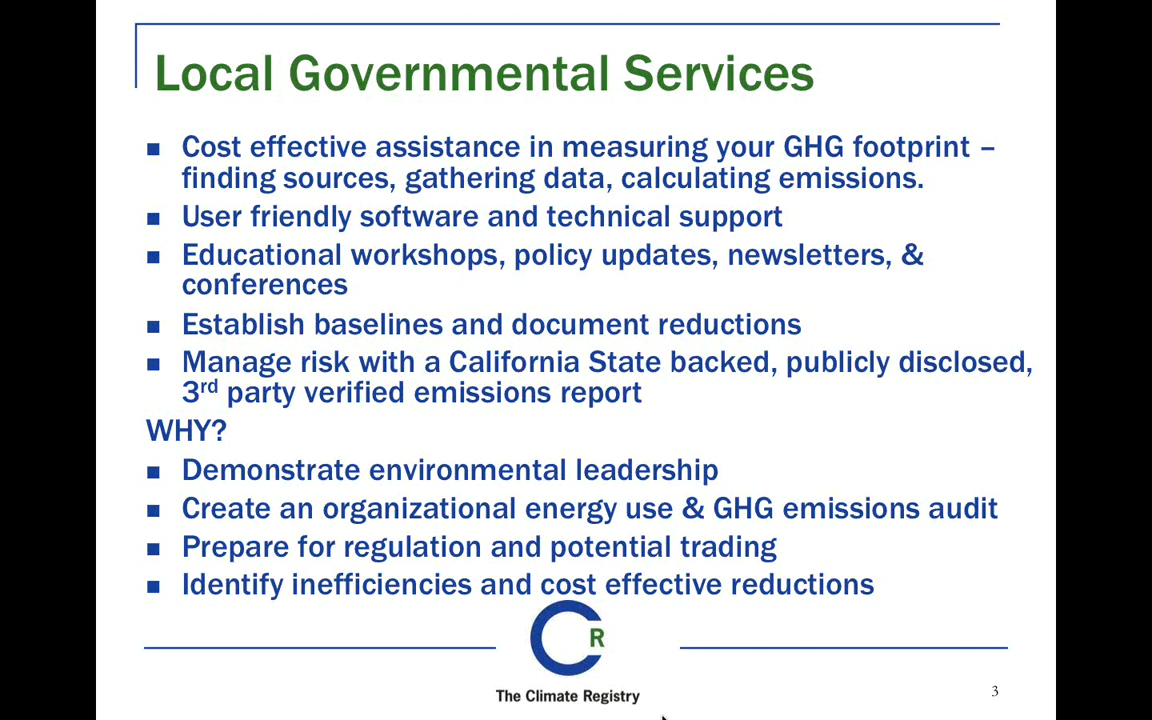 Local Governmental Services
■ Cost effective assistance in measuring your GHG footprint –
finding sources, gathering data, calculating emissions.
■ User friendly software and technical support
■ Educational workshops, policy updates, newsletters, &
conferences
■ Establish baselines and document reductions
■ Manage risk with a California State backed, publicly disclosed,
3rd party verified emissions report
WHY?
■ Demonstrate environmental leadership
■ Create an organizational energy use & GHG emissions audit
■ Prepare for regulation and potential trading
■ Identify inefficiencies and cost effective reductions
CR
The Climate Registry
3